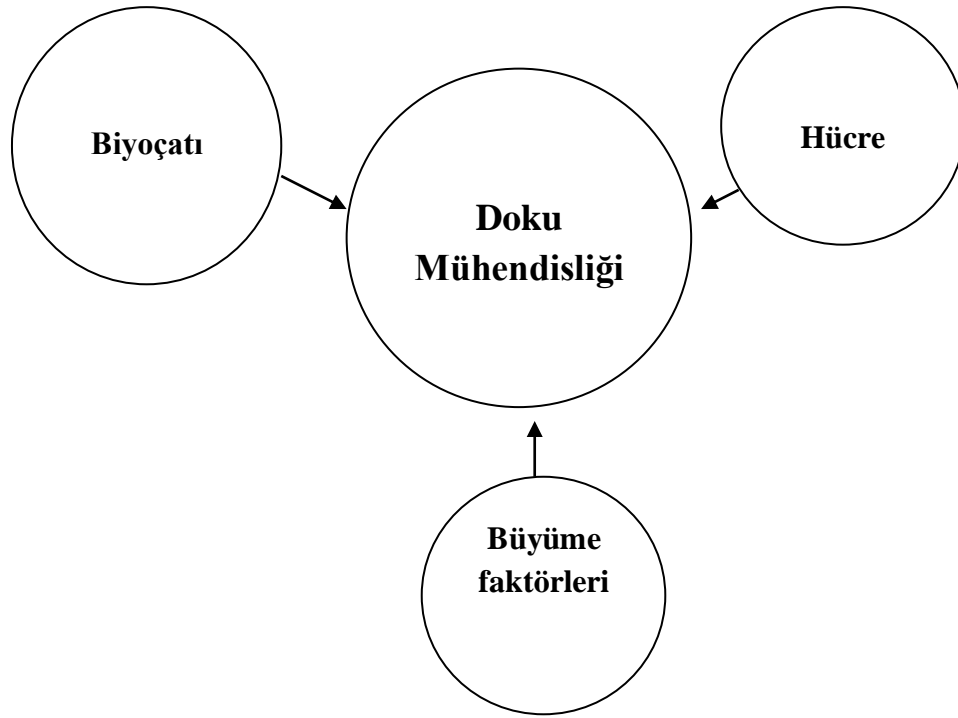 Biyoçatı
Hücre
Doku
Mühendisliği
Büyüme
faktörleri